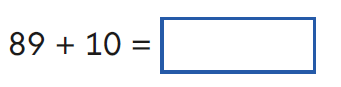 89 + 10 =